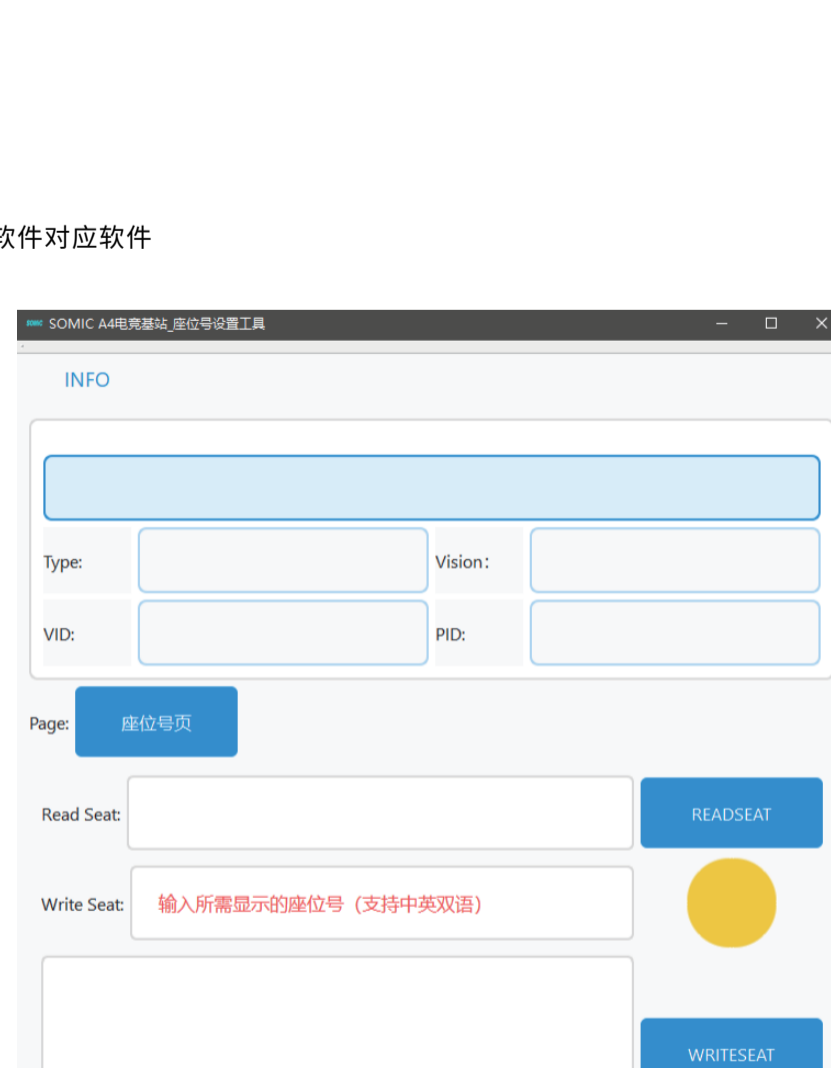 软件对应软件
SOMIC SOMIC A4电竞基站_座位号设置工具
INFO
Type:
Vision:
VID:
PID:
Page: 座位号页
Read Seat: READSEAT
Write Seat: 输入所需显示的座位号（支持中英双语）
WRITESEAT